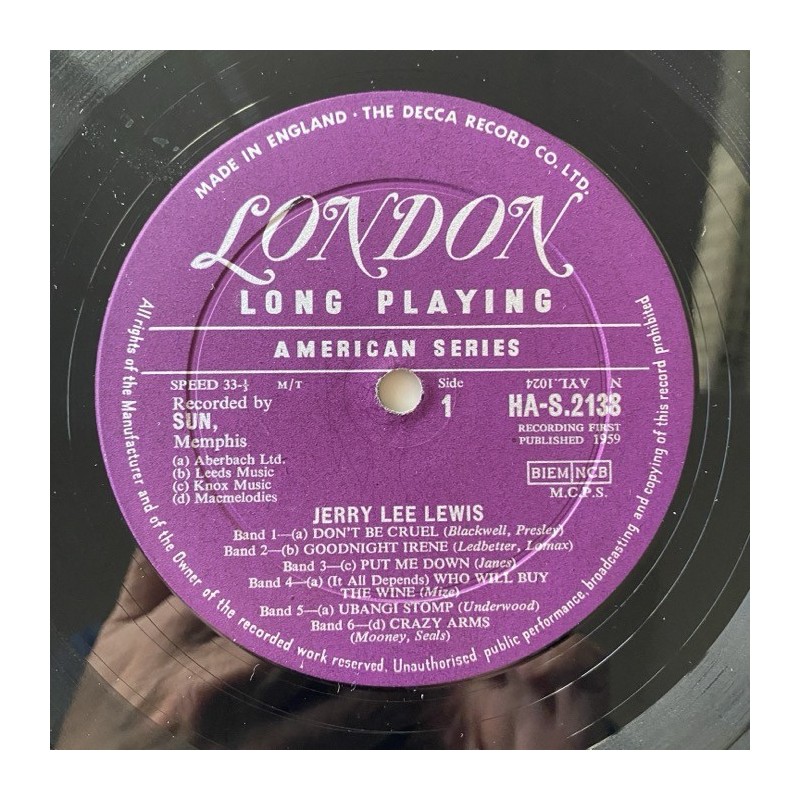 MADE IN ENGLAND · THE DECCA RECORD CO. LTD.
LONDON
LONG PLAYING
AMERICAN SERIES
SPEED 33-⅓ M/T
Recorded by
SUN,
Memphis
(a) Aberbach Ltd.
(b) Leeds Music
(c) Knox Music
(d) Macmelodies
Side
1
N
AYL.1024
HA-S.2138
RECORDING FIRST
PUBLISHED 1959
BIEM NCB
M.C.P.S.
JERRY LEE LEWIS
Band 1—(a) DON'T BE CRUEL (Blackwell, Presley)
Band 2—(b) GOODNIGHT IRENE (Ledbetter, Lomax)
Band 3—(c) PUT ME DOWN (Janes)
Band 4—(a) (It All Depends) WHO WILL BUY
THE WINE (Mize)
Band 5—(a) UBANGI STOMP (Underwood)
Band 6—(d) CRAZY ARMS
(Mooney, Seals)
All rights of the Manufacturer and of the Owner of the recorded work reserved. Unauthorised public performance, broadcasting and copying of this record prohibited